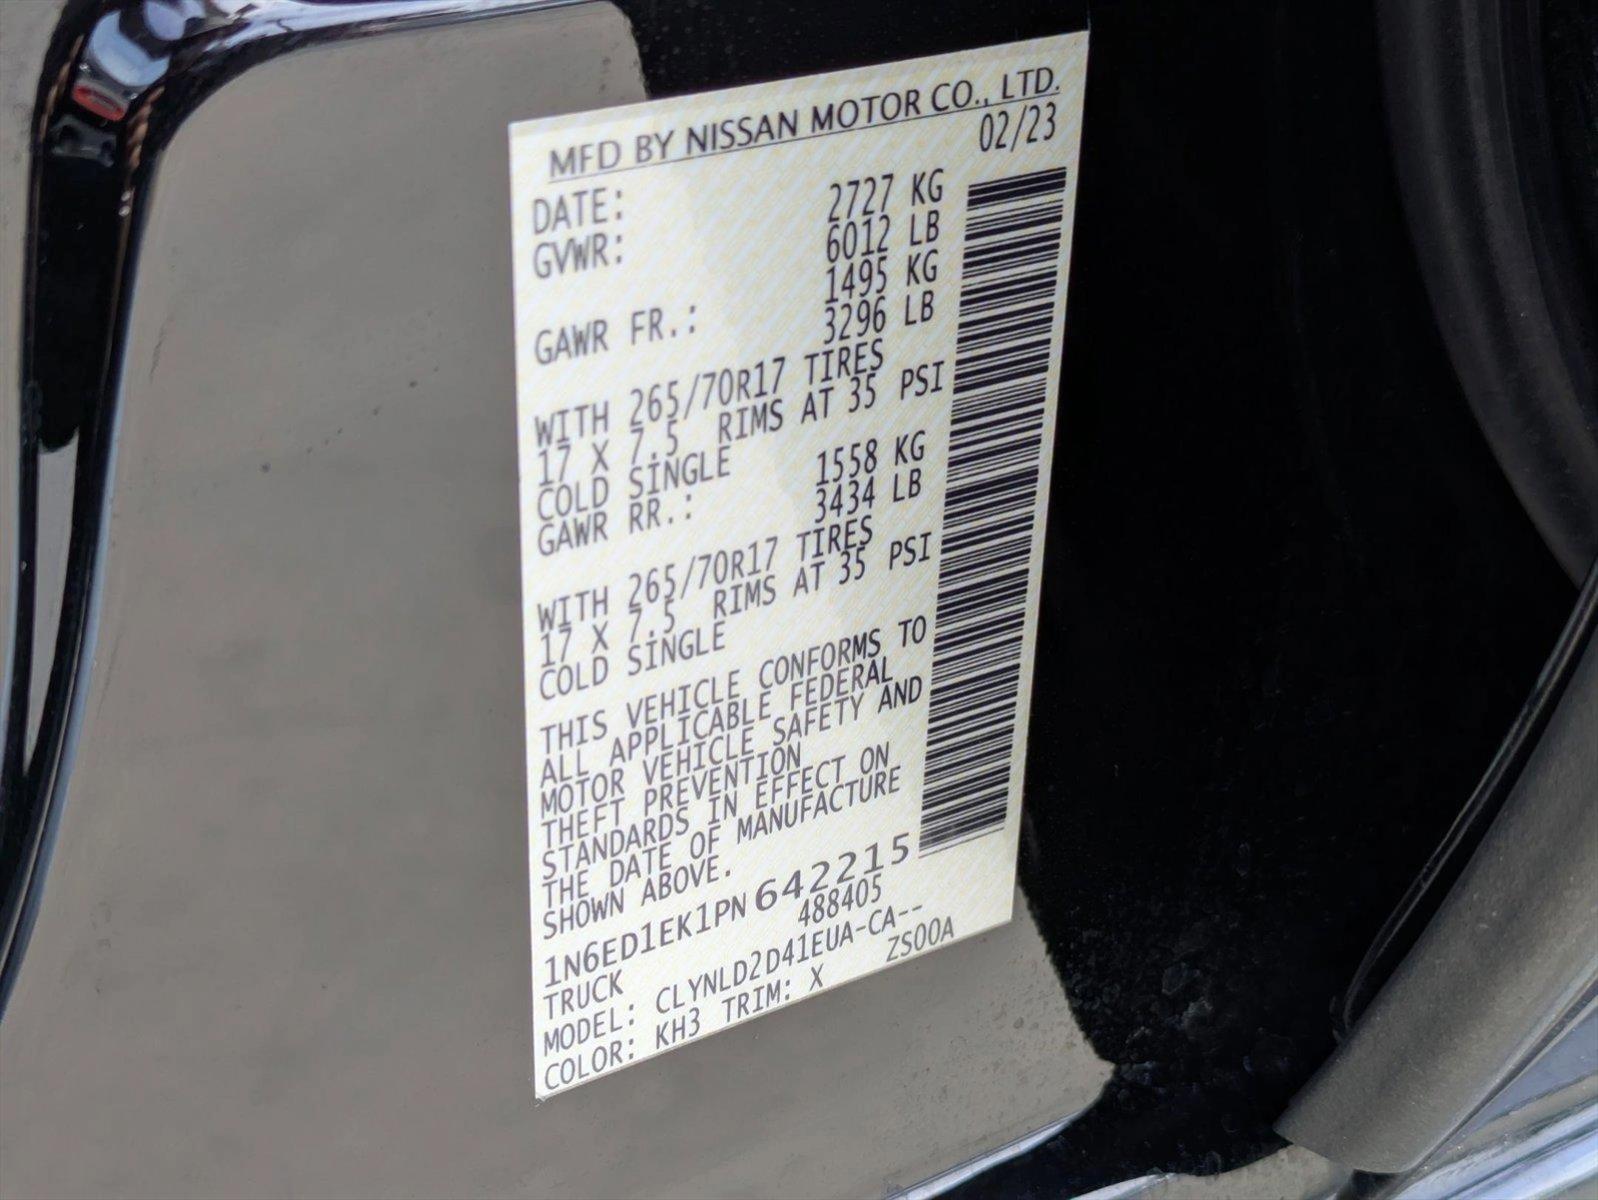 MFD BY NISSAN MOTOR CO., LTD.
DATE: 02/23
GVWR: 2727 KG
6012 LB
GAWR FR.: 1495 KG
3296 LB
WITH 265/70R17 TIRES
17 X 7.5 RIMS AT 35 PSI
COLD SINGLE
GAWR RR.: 1558 KG
3434 LB
WITH 265/70R17 TIRES
17 X 7.5 RIMS AT 35 PSI
COLD SINGLE
THIS VEHICLE CONFORMS TO
ALL APPLICABLE FEDERAL
MOTOR VEHICLE SAFETY AND
THEFT PREVENTION
STANDARDS IN EFFECT ON
THE DATE OF MANUFACTURE
SHOWN ABOVE.
1N6ED1EK1PN642215
TRUCK 488405
MODEL: CLYNLD2D41EUA-CA--
COLOR: KH3 TRIM: X ZS00A